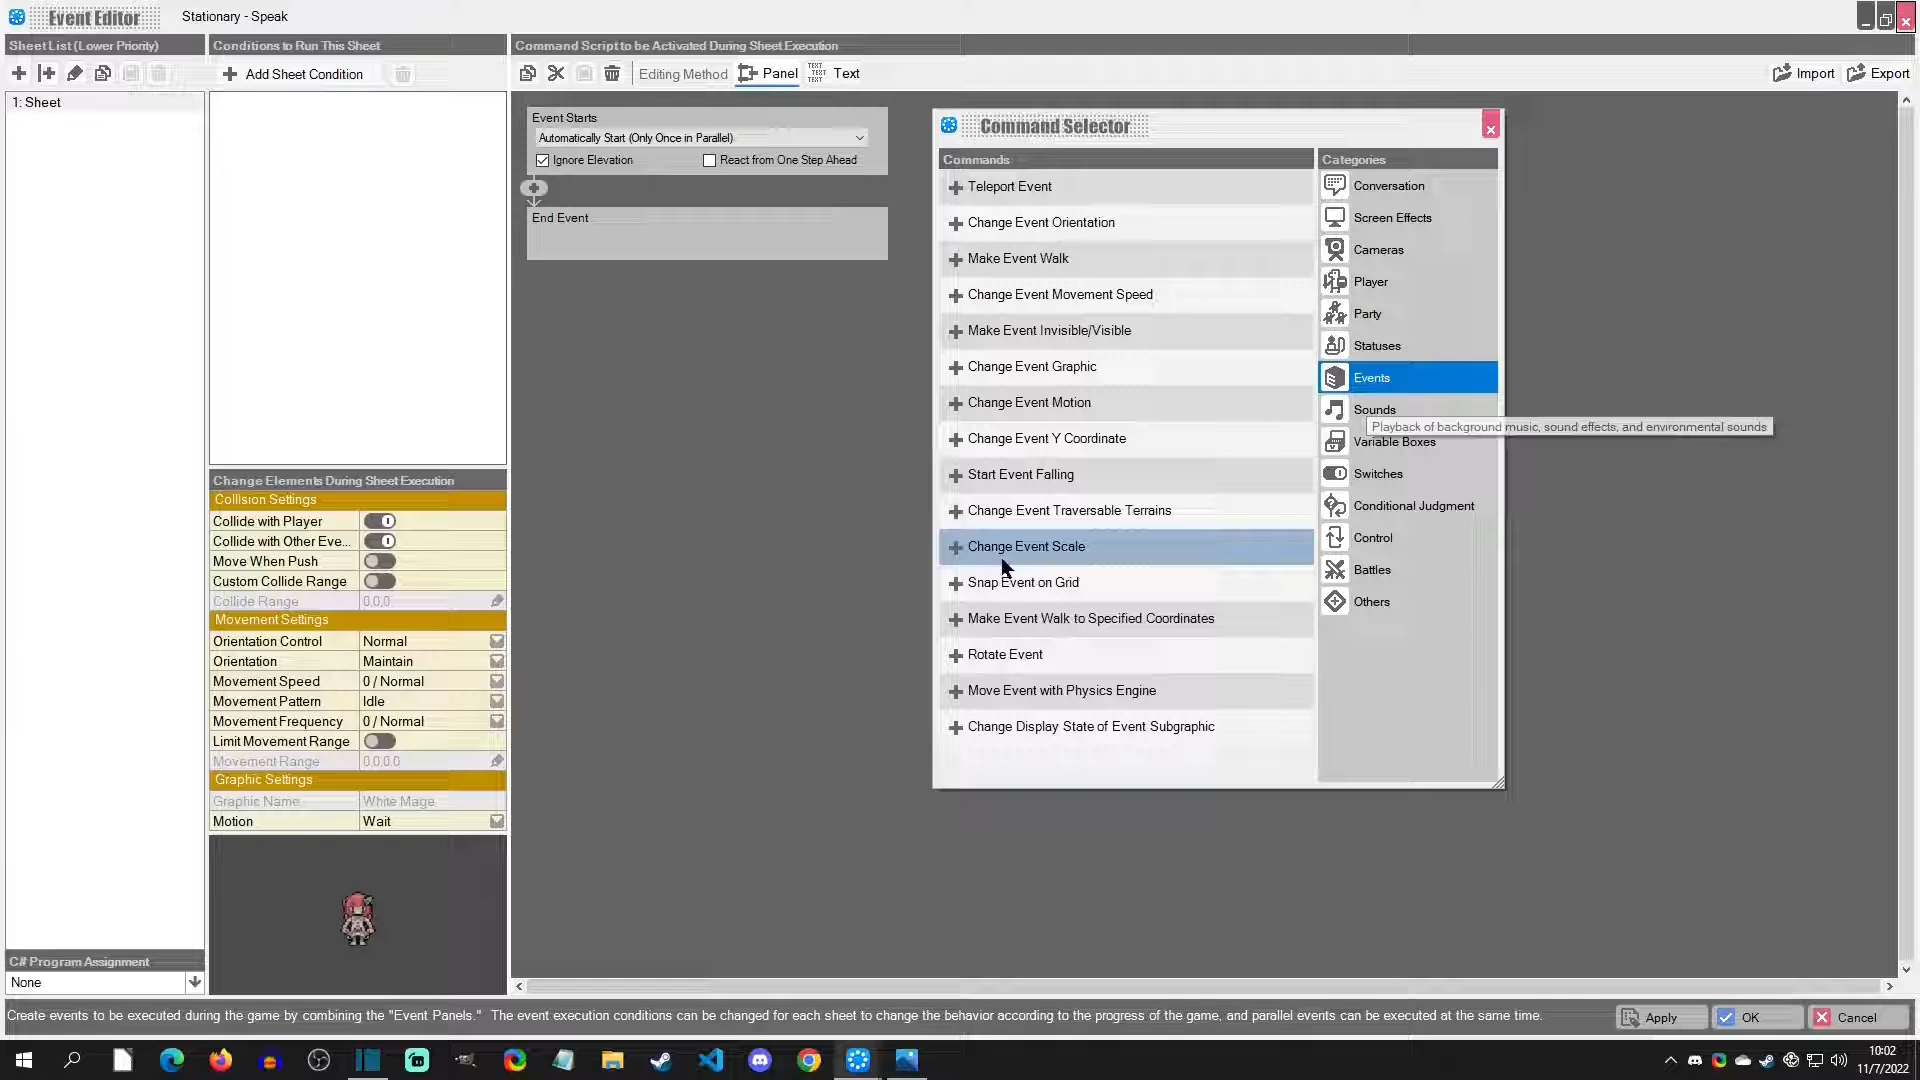 Event Editor
Stationary - Speak
Sheet List (Lower Priority)
Conditions to Run This Sheet
Command Script to be Activated During Sheet Execution
Add Sheet Condition
Editing Method
Panel
TEXT
TEXT
TEXT
Text
Import
Export
1: Sheet
Event Starts
Automatically Start (Only Once in Parallel)
Ignore Elevation
React from One Step Ahead
End Event
Command Selector
Commands
Teleport Event
Change Event Orientation
Make Event Walk
Change Event Movement Speed
Make Event Invisible/Visible
Change Event Graphic
Change Event Motion
Change Event Y Coordinate
Start Event Falling
Change Event Traversable Terrains
Change Event Scale
Snap Event on Grid
Make Event Walk to Specified Coordinates
Rotate Event
Move Event with Physics Engine
Change Display State of Event Subgraphic
Categories
Conversation
Screen Effects
Cameras
Player
Party
Statuses
Events
Sounds
Playback of background music, sound effects, and environmental sounds
Variable Boxes
Switches
Conditional Judgment
Control
Battles
Others
Change Elements During Sheet Execution
Collision Settings
Collide with Player
Collide with Other Eve...
Move When Push
Custom Collide Range
Collide Range 0,0,0
Movement Settings
Orientation Control Normal
Orientation Maintain
Movement Speed 0 / Normal
Movement Pattern Idle
Movement Frequency 0 / Normal
Limit Movement Range
Movement Range 0,0,0,0
Graphic Settings
Graphic Name White Mage
Motion Wait
C# Program Assignment
None
Create events to be executed during the game by combining the "Event Panels." The event execution conditions can be changed for each sheet to change the behavior according to the progress of the game, and parallel events can be executed at the same time.
Apply
OK
Cancel
10:02
11/7/2022